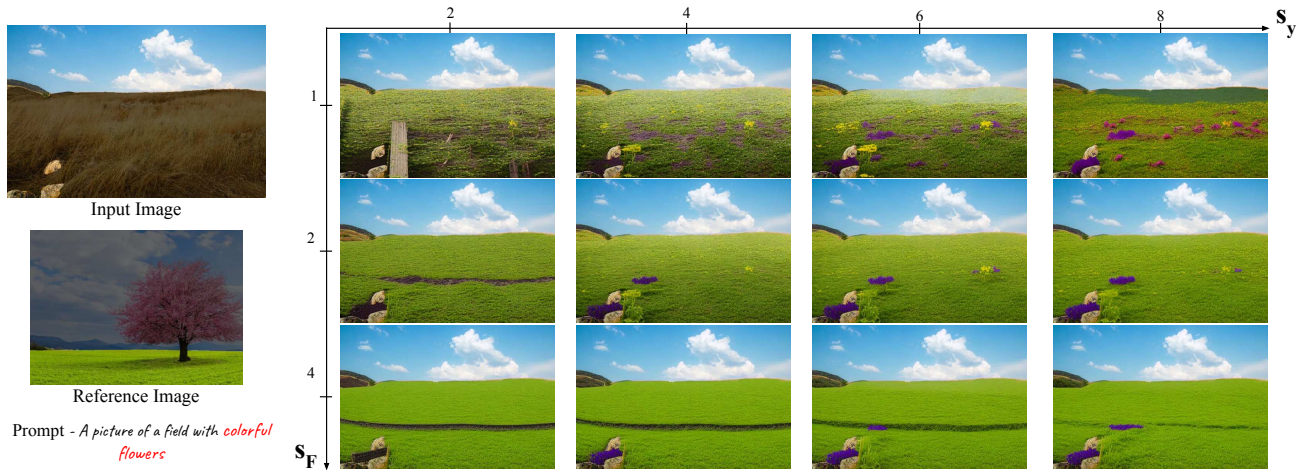 2 4 6 8 s_y
1
Input Image
2
4
Reference Image
Prompt - A picture of a field with colorful
flowers
s_F